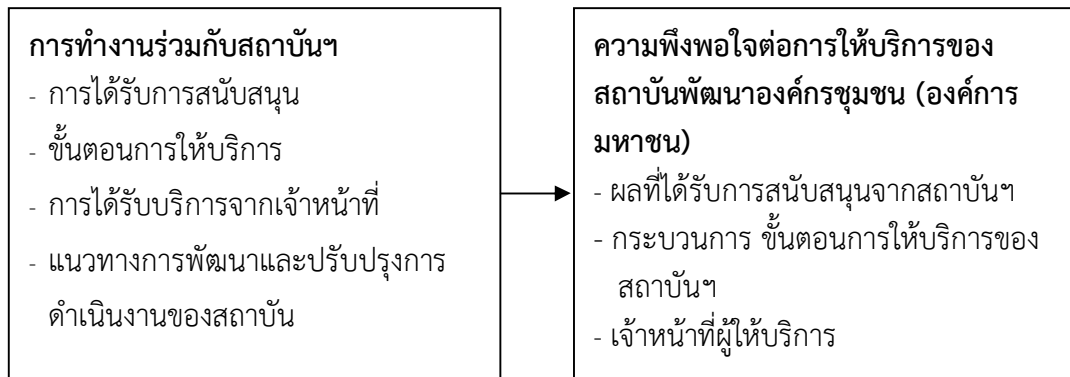 การทำงานร่วมกับสถาบันฯ
- การได้รับการสนับสนุน
- ขั้นตอนการให้บริการ
- การได้รับบริการจากเจ้าหน้าที่
- แนวทางการพัฒนาและปรับปรุงการ
ดำเนินงานของสถาบัน
ความพึงพอใจต่อการให้บริการของ
สถาบันพัฒนาองค์กรชุมชน (องค์การ
มหาชน)
- ผลที่ได้รับการสนับสนุนจากสถาบันฯ
- กระบวนการ ขั้นตอนการให้บริการของ
สถาบันฯ
- เจ้าหน้าที่ผู้ให้บริการ